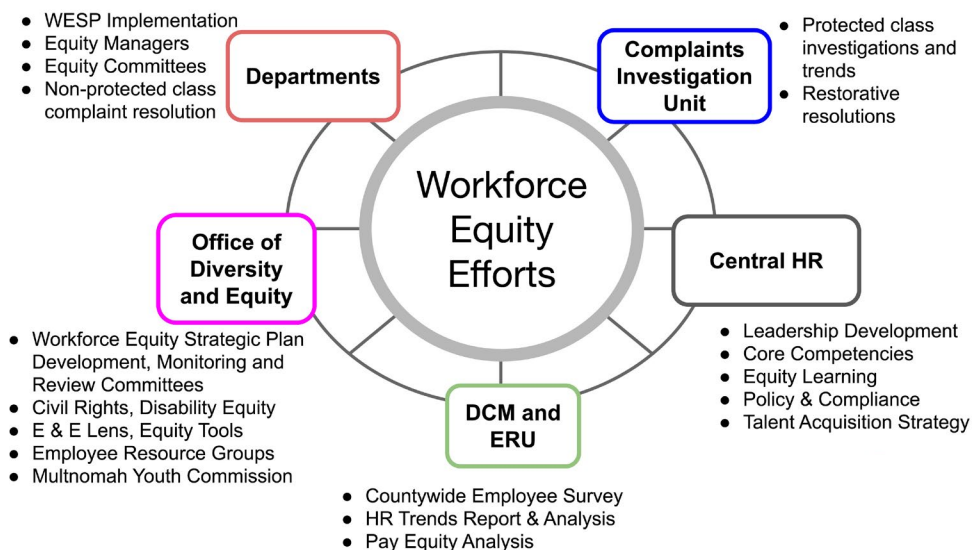 ● WESP Implementation
● Equity Managers
● Equity Committees
● Non-protected class
complaint resolution
Departments
Complaints
Investigation
Unit
● Protected class
investigations and
trends
● Restorative
resolutions
Workforce
Equity
Efforts
Office of
Diversity
and Equity
Central HR
● Workforce Equity Strategic Plan
Development, Monitoring and
Review Committees
● Civil Rights, Disability Equity
● E & E Lens, Equity Tools
● Employee Resource Groups
● Multnomah Youth Commission
DCM and
ERU
● Leadership Development
● Core Competencies
● Equity Learning
● Policy & Compliance
● Talent Acquisition Strategy
● Countywide Employee Survey
● HR Trends Report & Analysis
● Pay Equity Analysis